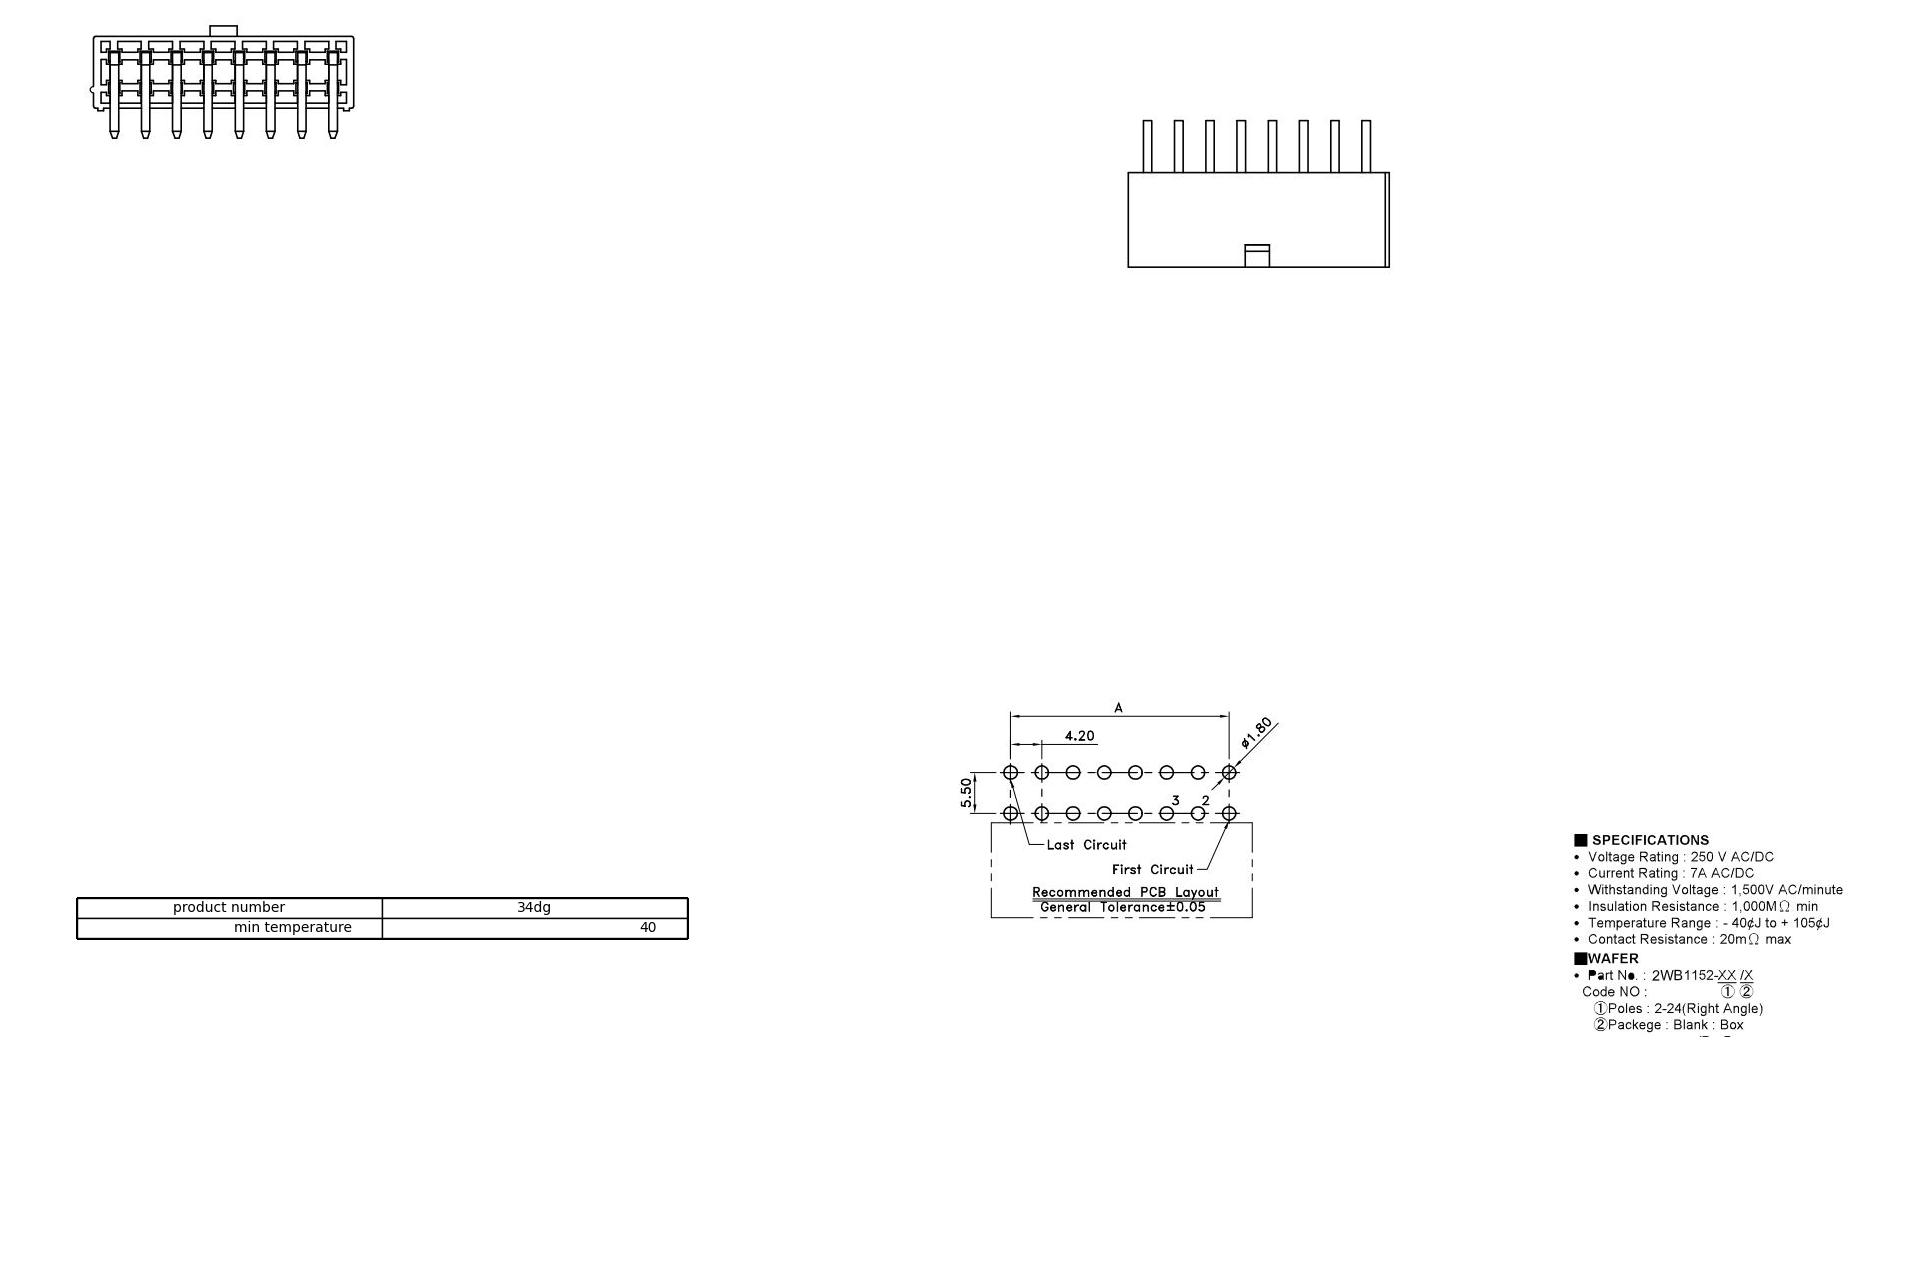 A
4.20
ø1.80
5.50
3 2
Last Circuit
First Circuit
Recommended PCB Layout
General Tolerance±0.05
■ SPECIFICATIONS
• Voltage Rating : 250 V AC/DC
• Current Rating : 7A AC/DC
• Withstanding Voltage : 1,500V AC/minute
• Insulation Resistance : 1,000MΩ min
• Temperature Range : - 40¢J to + 105¢J
• Contact Resistance : 20mΩ max
■WAFER
• Part No. : 2WB1152-XX /X
Code NO : ① ②
①Poles : 2-24(Right Angle)
②Packege : Blank : Box
product number 34dg
min temperature 40